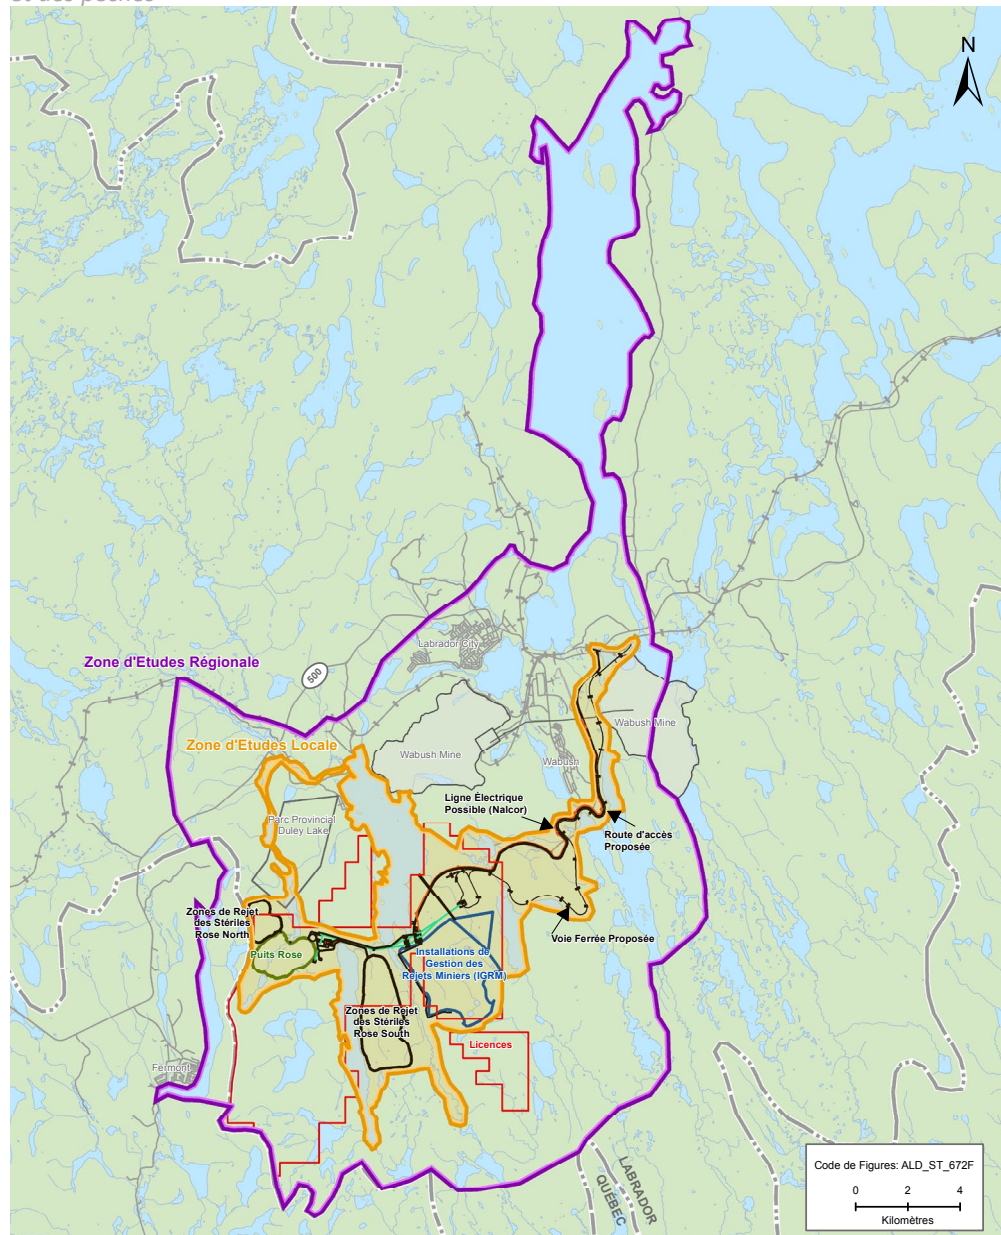 et des pêches
N
Labrador City
Zone d'Etudes Régionale
500
Wabush Mine
Zone d'Etudes Locale
Wabush Mine
Wabush
Ligne Électrique
Possible (Nalcor)
Parc Provincial
Duley Lake
Route d'accès
Proposée
Zones de Rejet
des Stériles
Rose North
Voie Ferrée Proposée
Puits Rose
Installations de
Gestion des
Rejets Miniers (IGRM)
Zones de Rejet
des Stériles
Rose South
Licences
Fermont
LABRADOR
QUÉBEC
Code de Figures: ALD_ST_672F
0 2 4
Kilomètres